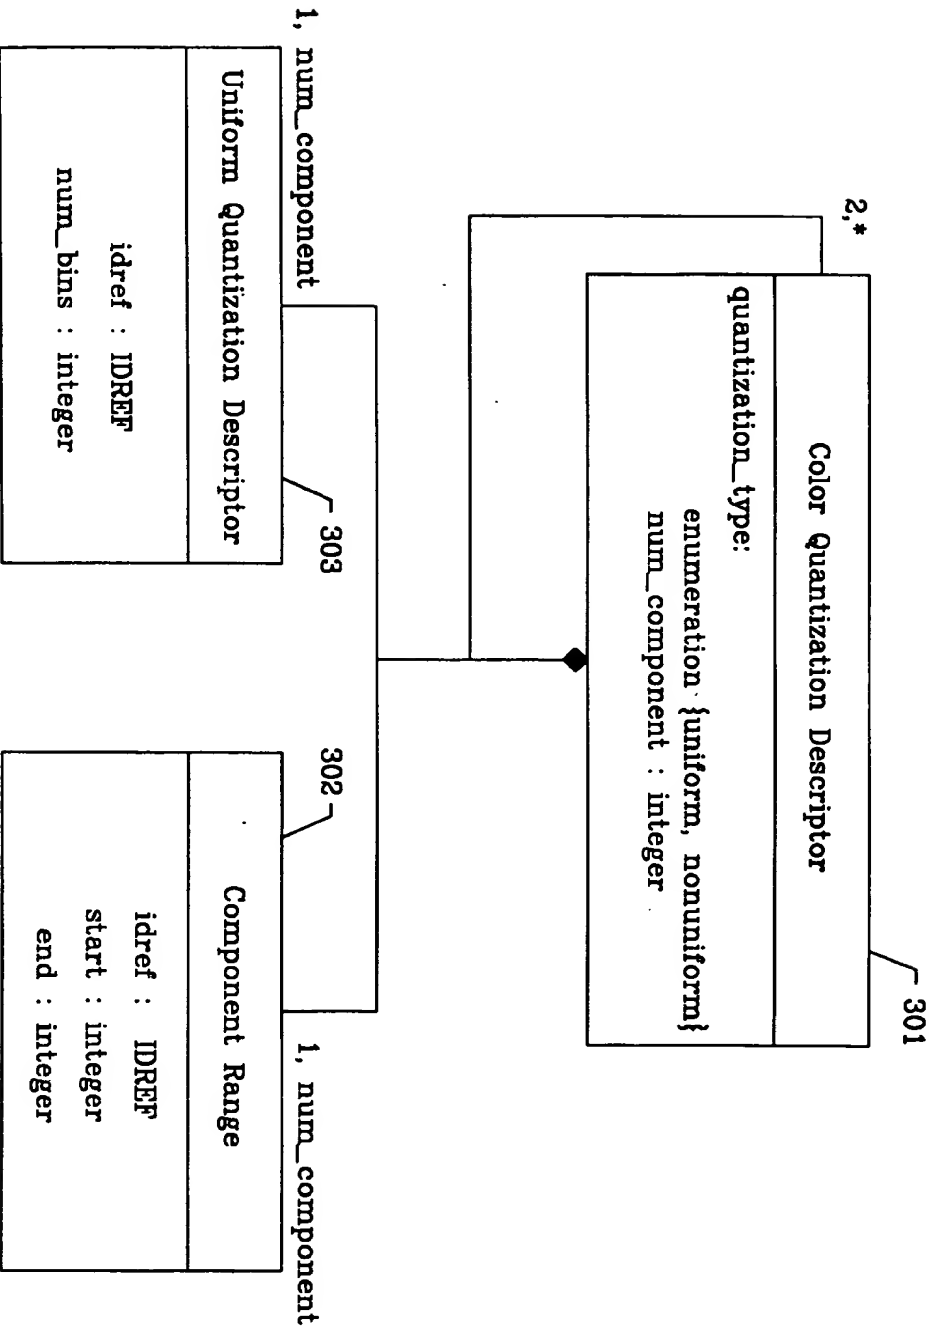 301
2,*
Color Quantization Descriptor
quantization_type:
enumeration {uniform, nonuniform}
num_component : integer
1, num_component
303
Uniform Quantization Descriptor
idref : IDREF
num_bins : integer
302
1, num_component
Component Range
idref : IDREF
start : integer
end : integer